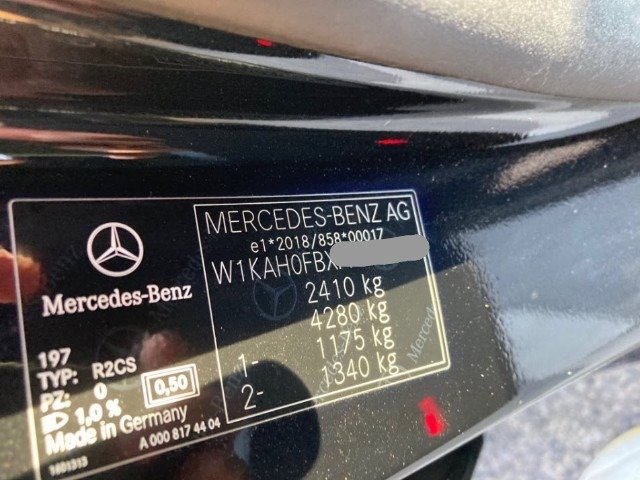 MERCEDES-BENZ AG
e1*2018/858*00017
W1KAH0FBX
2410 kg
4280 kg
1- 1175 kg
2- 1340 kg
Mercedes-Benz
197
TYP: R2CS
PZ: 0
0,50
1,0 %
Made in Germany
A 000 817 44 04